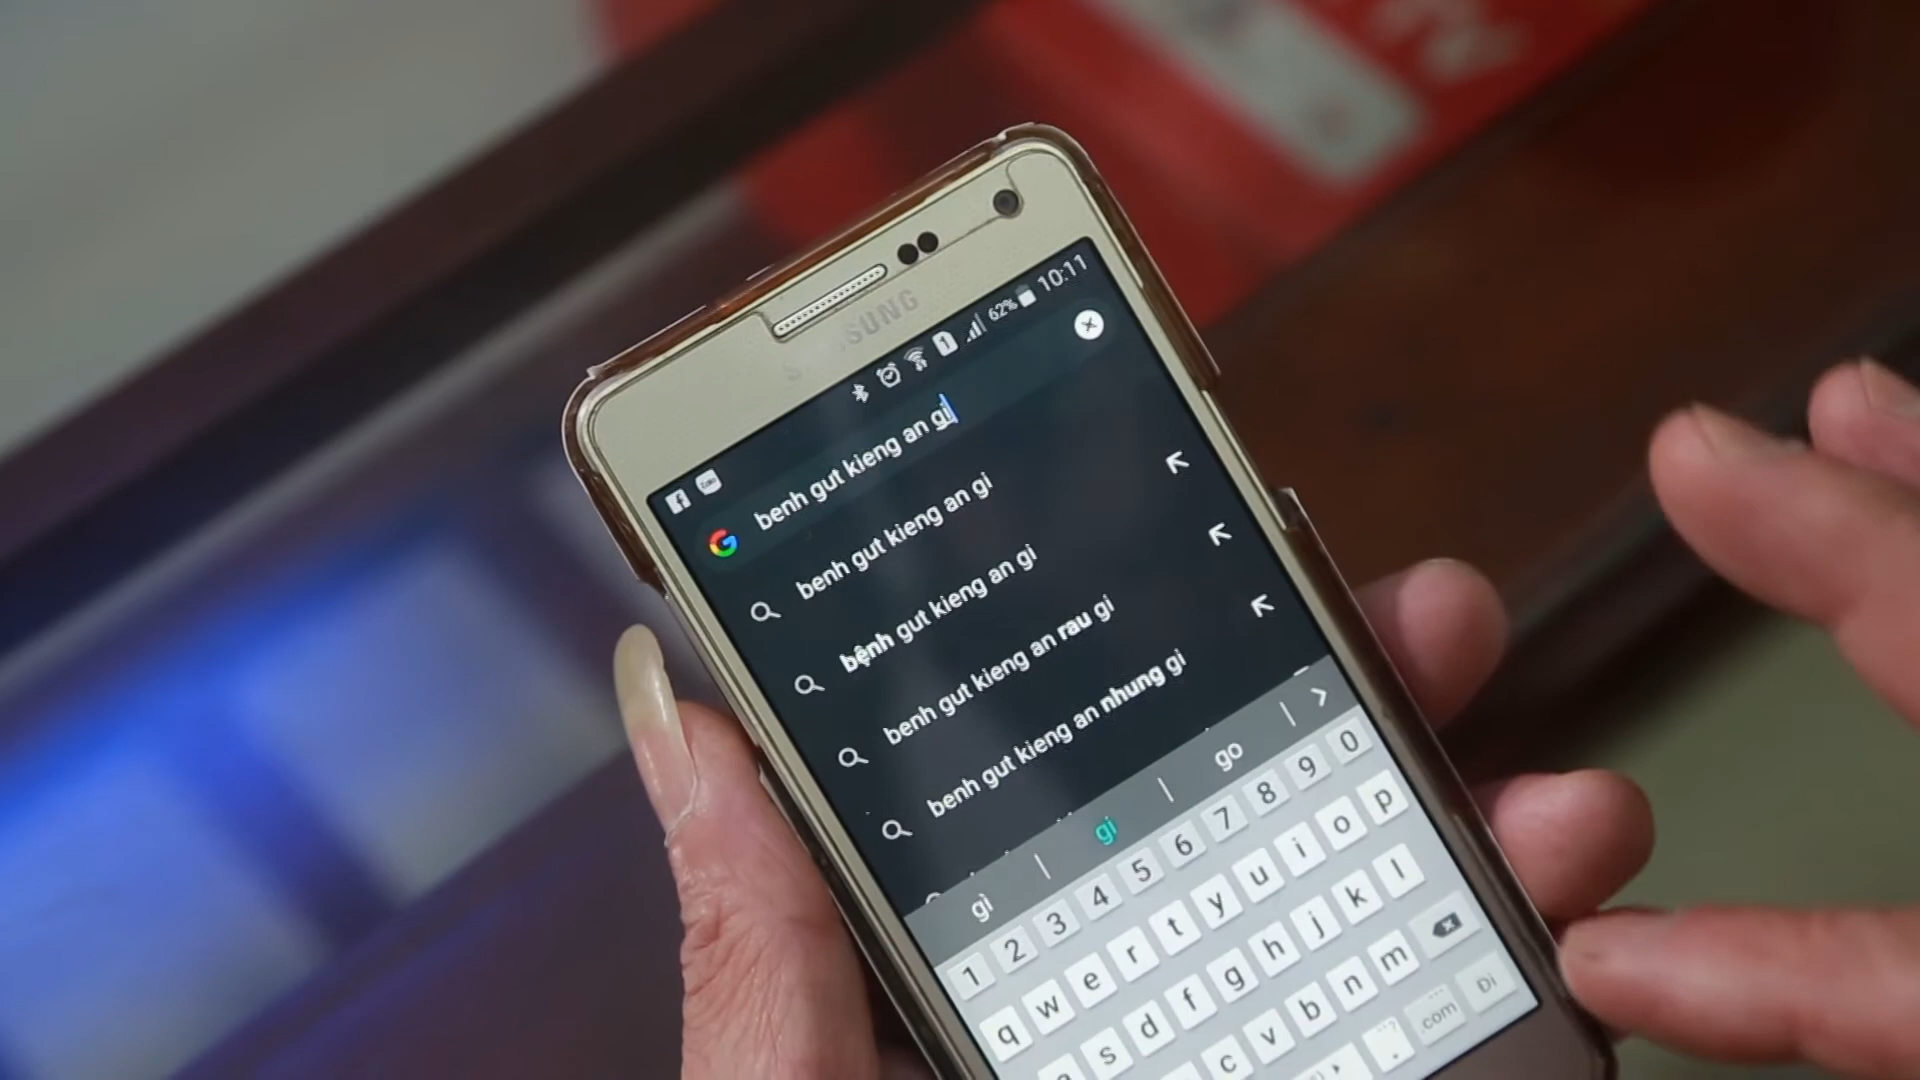 SAMSUNG
62% 10:11
benh gut kieng an gi
benh gut kieng an gi
bệnh gut kieng an gi
benh gut kieng an rau gi
benh gut kieng an nhung gi
gì gi go
1 2 3 4 5 6 7 8 9 0
q w e r t y u i o p
s d f g h j k l
c v b n m
. .com Đi